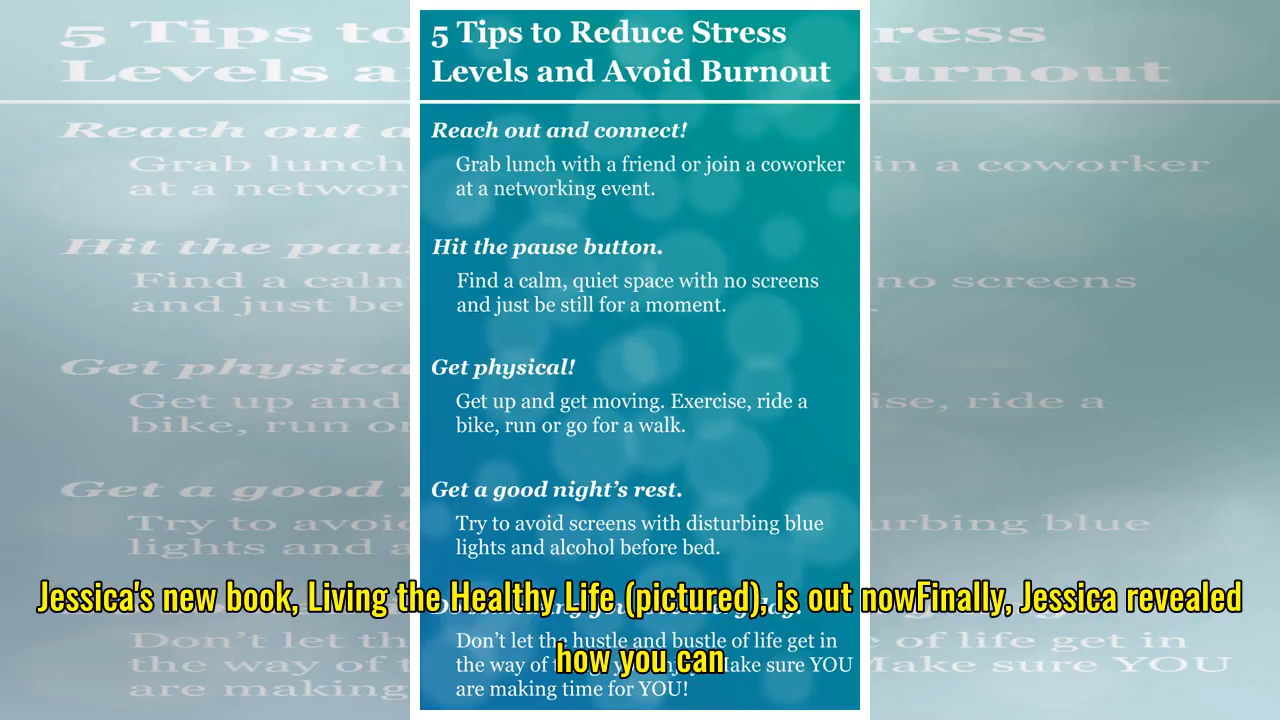 5 Tips to Reduce Stress
Levels and Avoid Burnout
Reach out and connect!
Grab lunch with a friend or join a coworker
at a networking event.
Hit the pause button.
Find a calm, quiet space with no screens
and just be still for a moment.
Get physical!
Get up and get moving. Exercise, ride a
bike, run or go for a walk.
Get a good night's rest.
Try to avoid screens with disturbing blue
lights and alcohol before bed.
Jessica's new book, Living the Healthy Life (pictured), is out nowFinally, Jessica revealed
how you can
Don't let the hustle and bustle of life get in
the way of Make sure YOU
are making time for YOU!